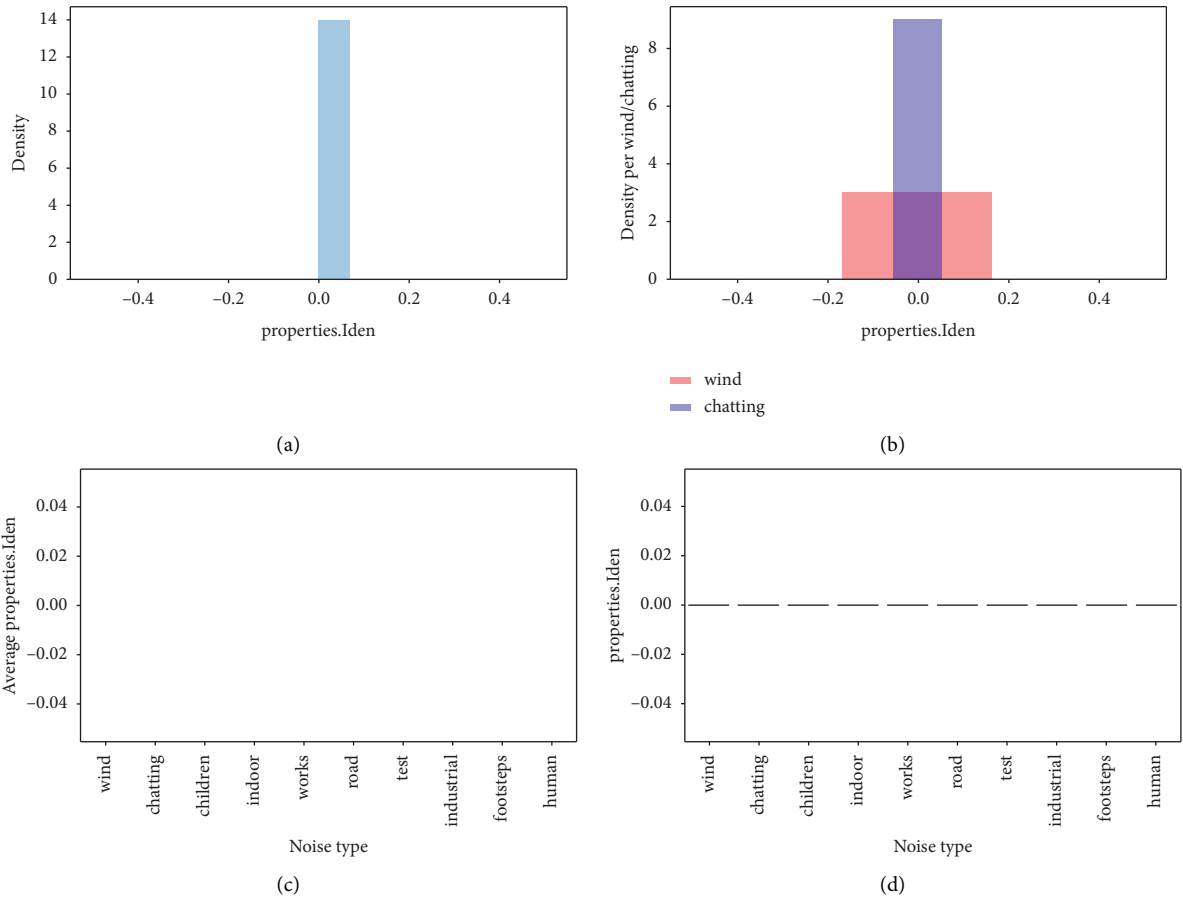 14
12
10
8
6
4
2
0
Density
−0.4 −0.2 0.0 0.2 0.4
properties.Iden
(a)
8
6
4
2
0
Density per wind/chatting
−0.4 −0.2 0.0 0.2 0.4
properties.Iden
wind
chatting
(b)
0.04
0.02
0.00
−0.02
−0.04
Average properties.Iden
wind
chatting
children
indoor
works
road
test
industrial
footsteps
human
Noise type
(c)
0.04
0.02
0.00
−0.02
−0.04
properties.Iden
wind
chatting
children
indoor
works
road
test
industrial
footsteps
human
Noise type
(d)